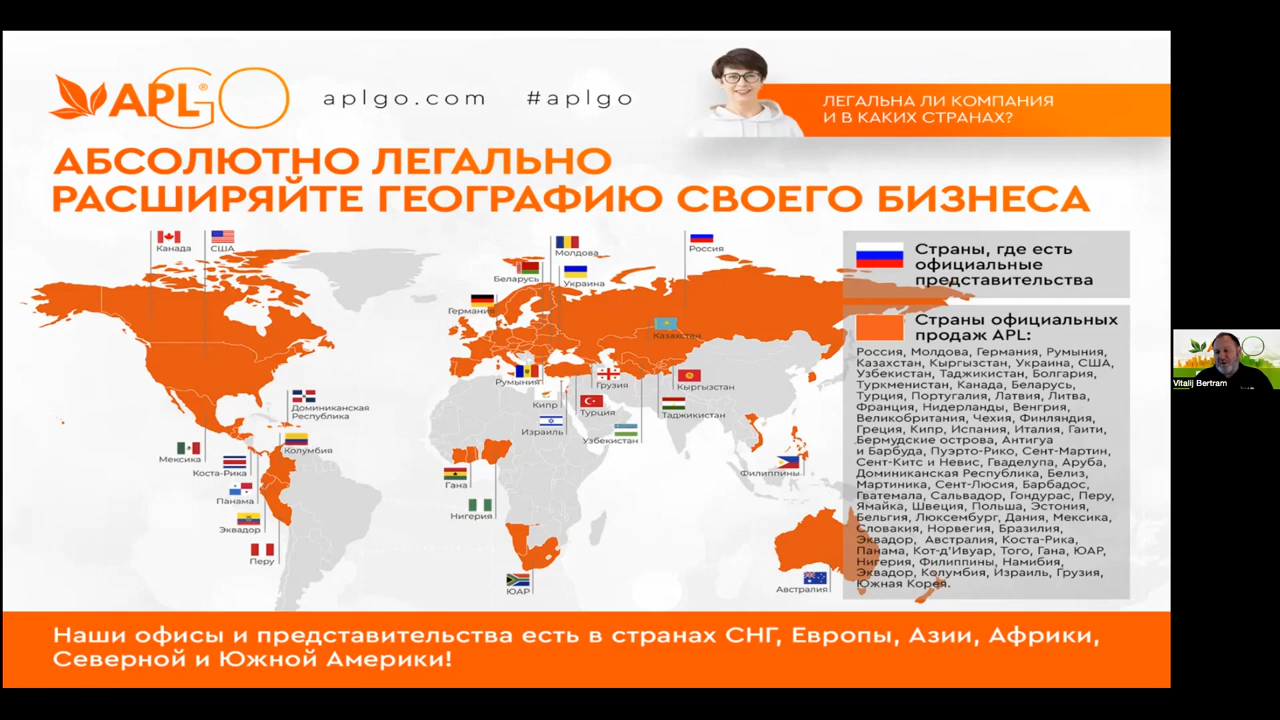 APL® GO
aplgo.com
#aplgo
ЛЕГАЛЬНА ЛИ КОМПАНИЯ
И В КАКИХ СТРАНАХ?
АБСОЛЮТНО ЛЕГАЛЬНО
РАСШИРЯЙТЕ ГЕОГРАФИЮ СВОЕГО БИЗНЕСА
Канада
США
Молдова
Россия
Беларусь
Украина
Германия
Казахстан
Румыния
Грузия
Кыргызстан
Доминиканская
Республика
Кипр
Турция
Таджикистан
Израиль
Узбекистан
Колумбия
Мексика
Коста-Рика
Филиппины
Панама
Гана
Нигерия
Эквадор
Перу
ЮАР
Австралия
Страны, где есть
официальные
представительства
Страны официальных
продаж APL:
Россия, Молдова, Германия, Румыния,
Казахстан, Кыргызстан, Украина, США,
Узбекистан, Таджикистан, Болгария,
Туркменистан, Канада, Беларусь,
Турция, Португалия, Латвия, Литва,
Франция, Нидерланды, Венгрия,
Великобритания, Чехия, Финляндия,
Греция, Кипр, Испания, Италия, Гаити,
Бермудские острова, Антигуа
и Барбуда, Пуэрто-Рико, Сент-Мартин,
Сент-Китс и Невис, Гваделупа, Аруба,
Доминиканская Республика, Белиз,
Мартиника, Сент-Люсия, Барбадос,
Гватемала, Сальвадор, Гондурас, Перу,
Ямайка, Швеция, Польша, Эстония,
Бельгия, Люксембург, Дания, Мексика,
Словакия, Норвегия, Бразилия,
Эквадор, Австралия, Коста-Рика,
Панама, Кот-д'Ивуар, Того, Гана, ЮАР,
Нигерия, Филиппины, Намибия,
Эквадор, Колумбия, Израиль, Грузия,
Южная Корея.
Наши офисы и представительства есть в странах СНГ, Европы, Азии, Африки,
Северной и Южной Америки!
Vitalij Bertram